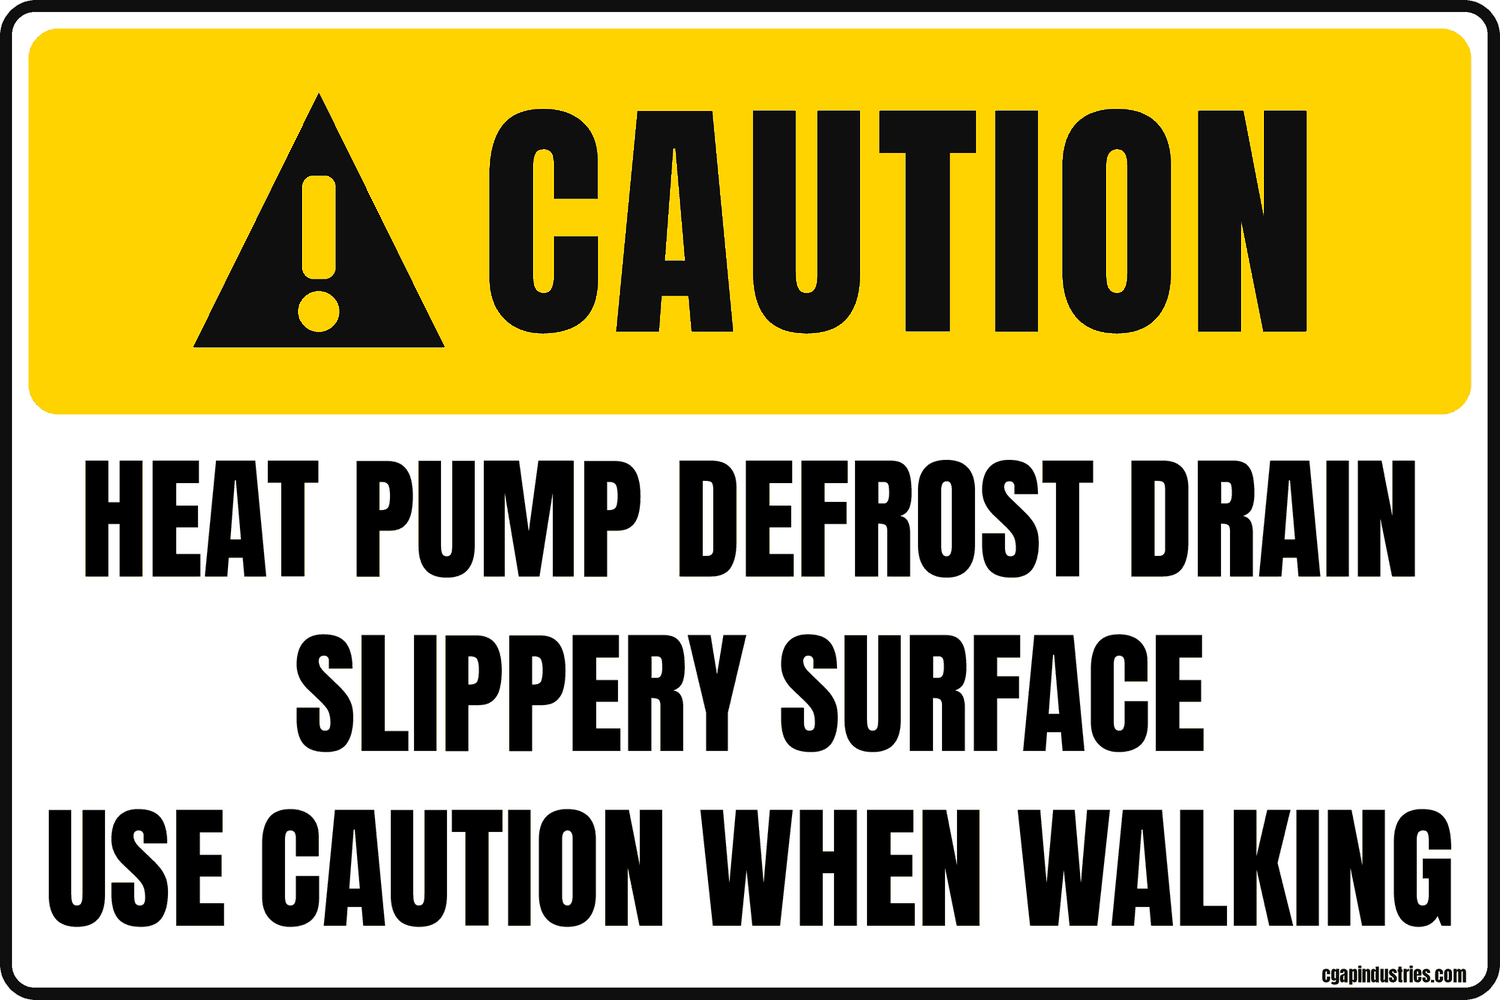 CAUTION
HEAT PUMP DEFROST DRAIN
SLIPPERY SURFACE
USE CAUTION WHEN WALKING
cgapindustries.com